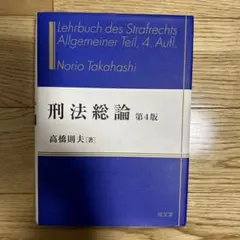 Lehrbuch des Strafrechts
Allgemeiner Teil, 4. Aufl.
Norio Takahashi
刑法総論 第4版
高橋則夫[著]
成文堂